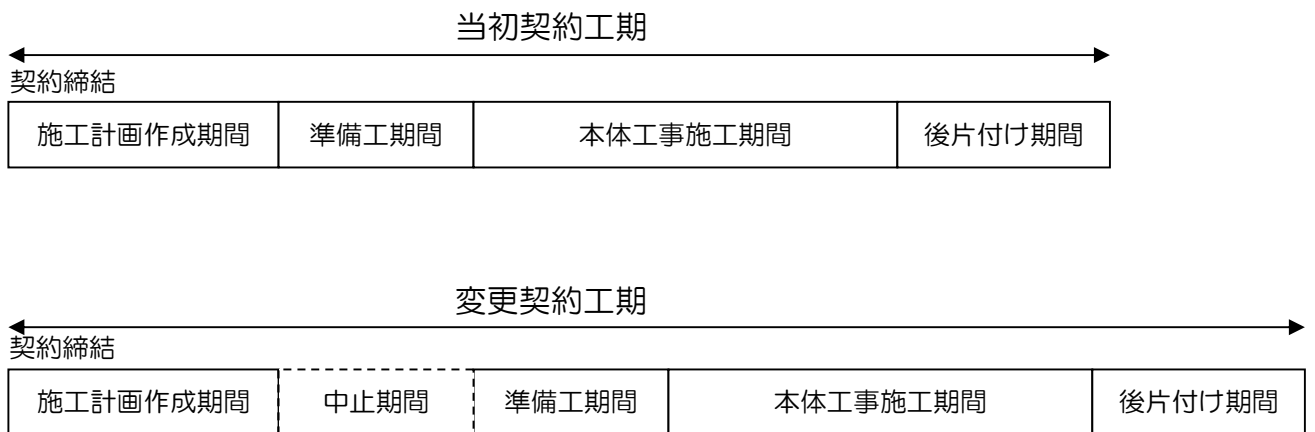 当初契約工期
契約締結
施工計画作成期間 準備工期間 本体工事施工期間 後片付け期間
変更契約工期
契約締結
施工計画作成期間 中止期間 準備工期間 本体工事施工期間 後片付け期間